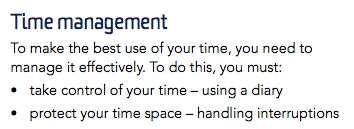 Time management
To make the best use of your time, you need to
manage it effectively. To do this, you must:
• take control of your time – using a diary
• protect your time space – handling interruptions